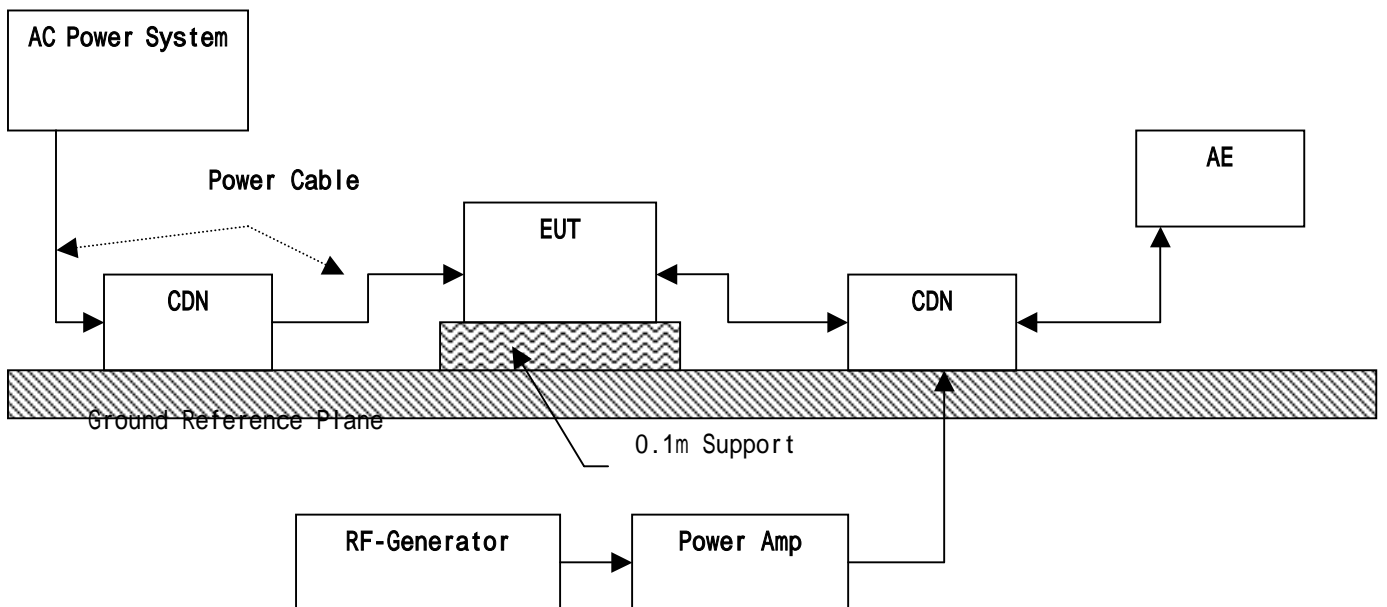 AC Power System
AE
Power Cable
EUT
CDN
CDN
Ground Reference Plane
0.1m Support
RF-Generator
Power Amp